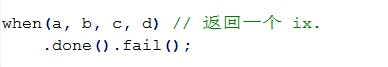 when(a, b, c, d) // 返回一个 ix.
    .done().fail();